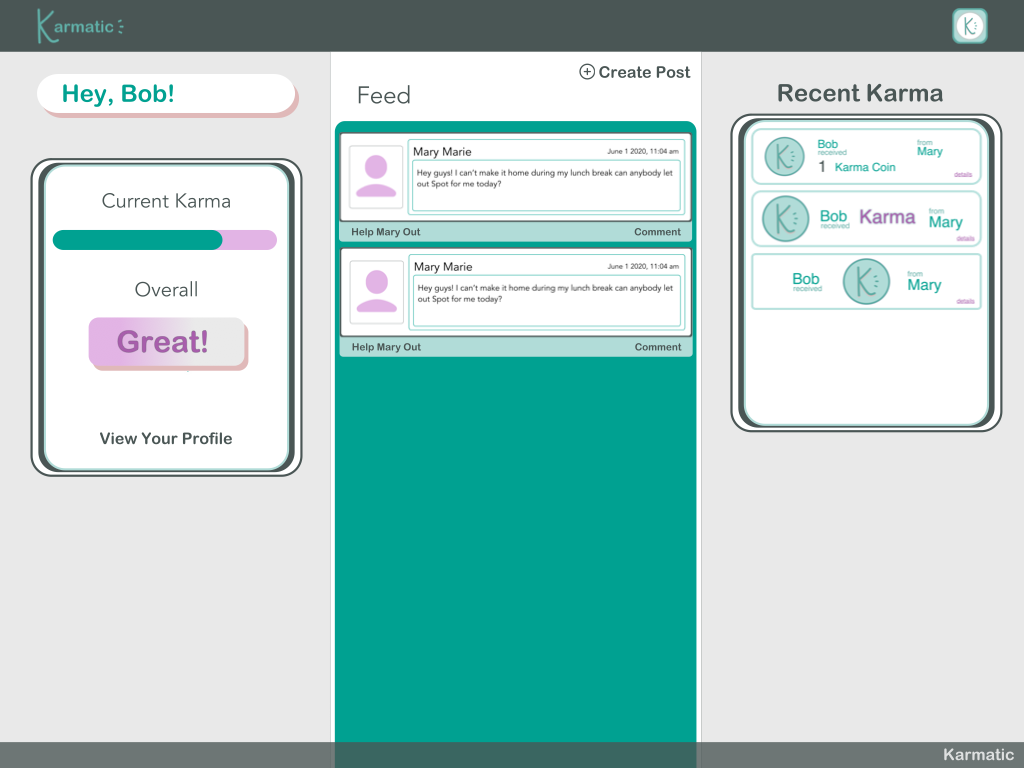 Karmatic
K
Hey, Bob!
Current Karma
Overall
Great!
View Your Profile
Create Post
Feed
Mary Marie
June 1 2020, 11:04 am
Hey guys! I can't make it home during my lunch break can anybody let
out Spot for me today?
Help Mary Out
Comment
Mary Marie
June 1 2020, 11:04 am
Hey guys! I can't make it home during my lunch break can anybody let
out Spot for me today?
Help Mary Out
Comment
Recent Karma
K
Bob
received
1 Karma Coin
from
Mary
details
K
Bob
received
Karma
from
Mary
details
Bob
received
K
from
Mary
details
Karmatic